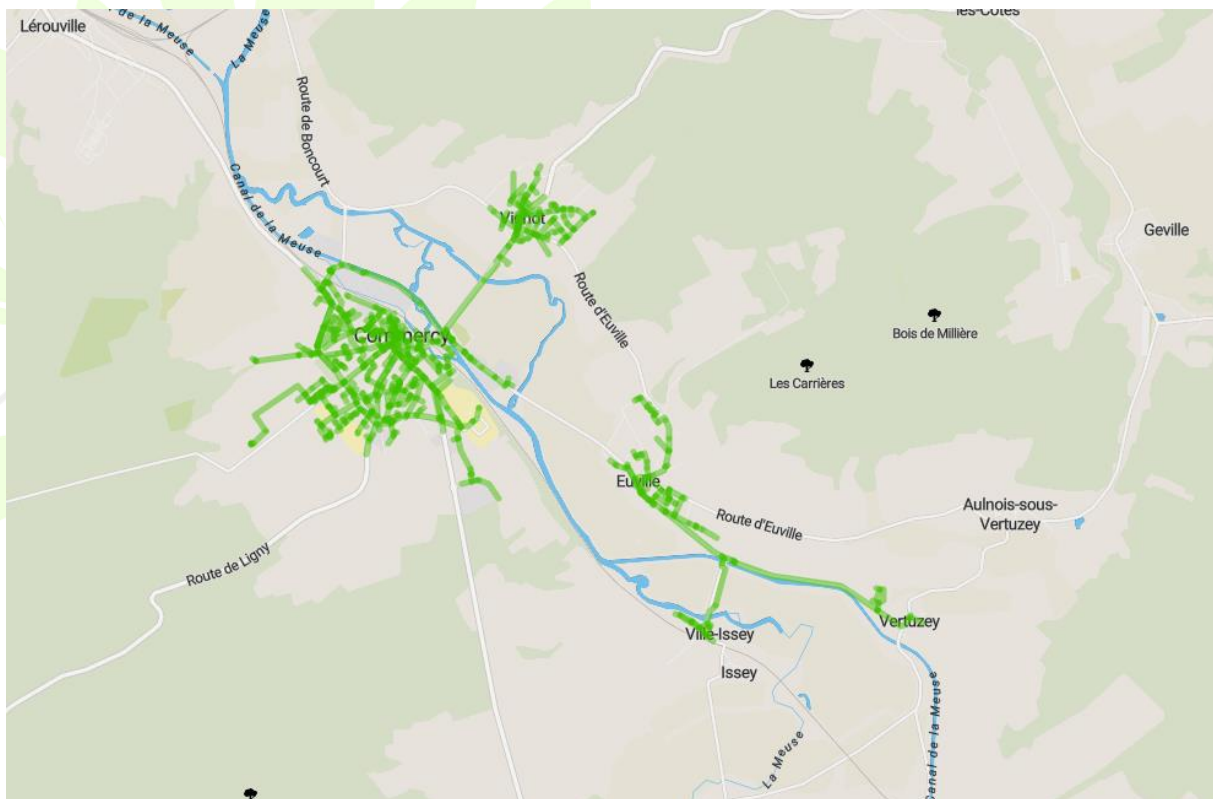 les-Côtes
Lérouville
de la Meuse
La Meuse
Route de Boncourt
Canal de la Meuse
Vignot
Geville
Route d'Euville
Bois de Millière
Commercy
Les Carrières
Euville
Aulnois-sous-
Vertuzey
Route d'Euville
Route de Ligny
Vertuzey
Ville-Issey
Issey
La Meuse
Canal de la Meuse